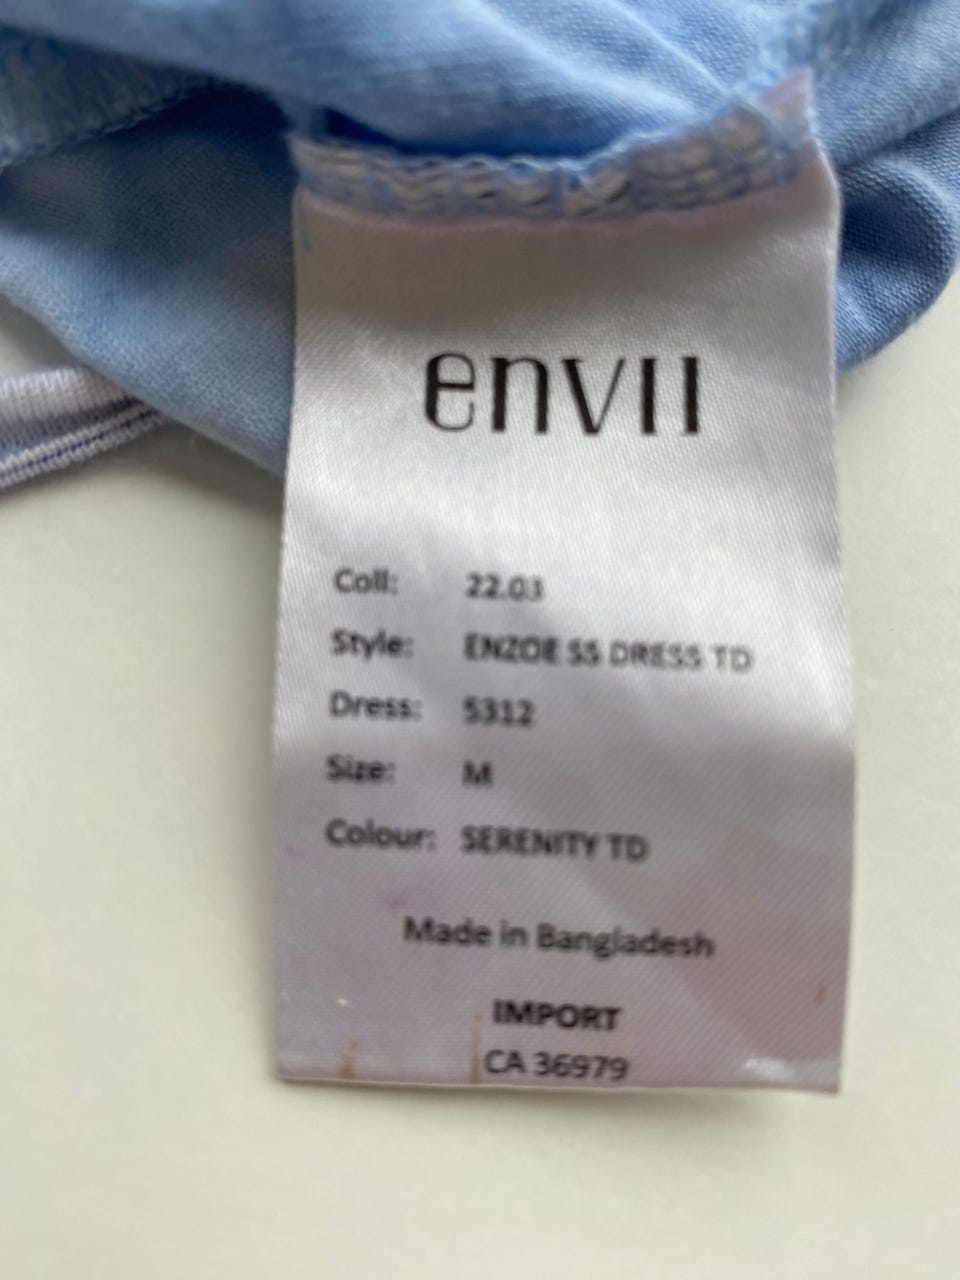 envii
Coll: 22.03
Style: ENZOE SS DRESS TD
Dress: 5312
Size: M
Colour: SERENITY TD
Made in Bangladesh
IMPORT
CA 36979